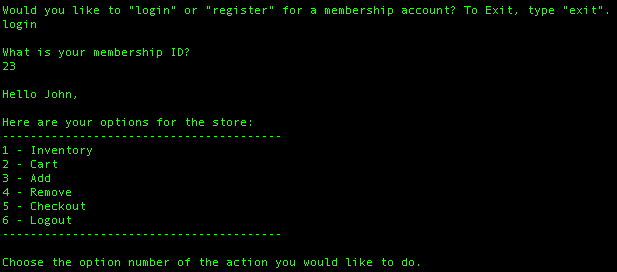 Would you like to "login" or "register" for a membership account? To Exit, type "exit".
login
What is your membership ID?
23
Hello John,
Here are your options for the store:
----------------------------------------
1 - Inventory
2 - Cart
3 - Add
4 - Remove
5 - Checkout
6 - Logout
----------------------------------------
Choose the option number of the action you would like to do.